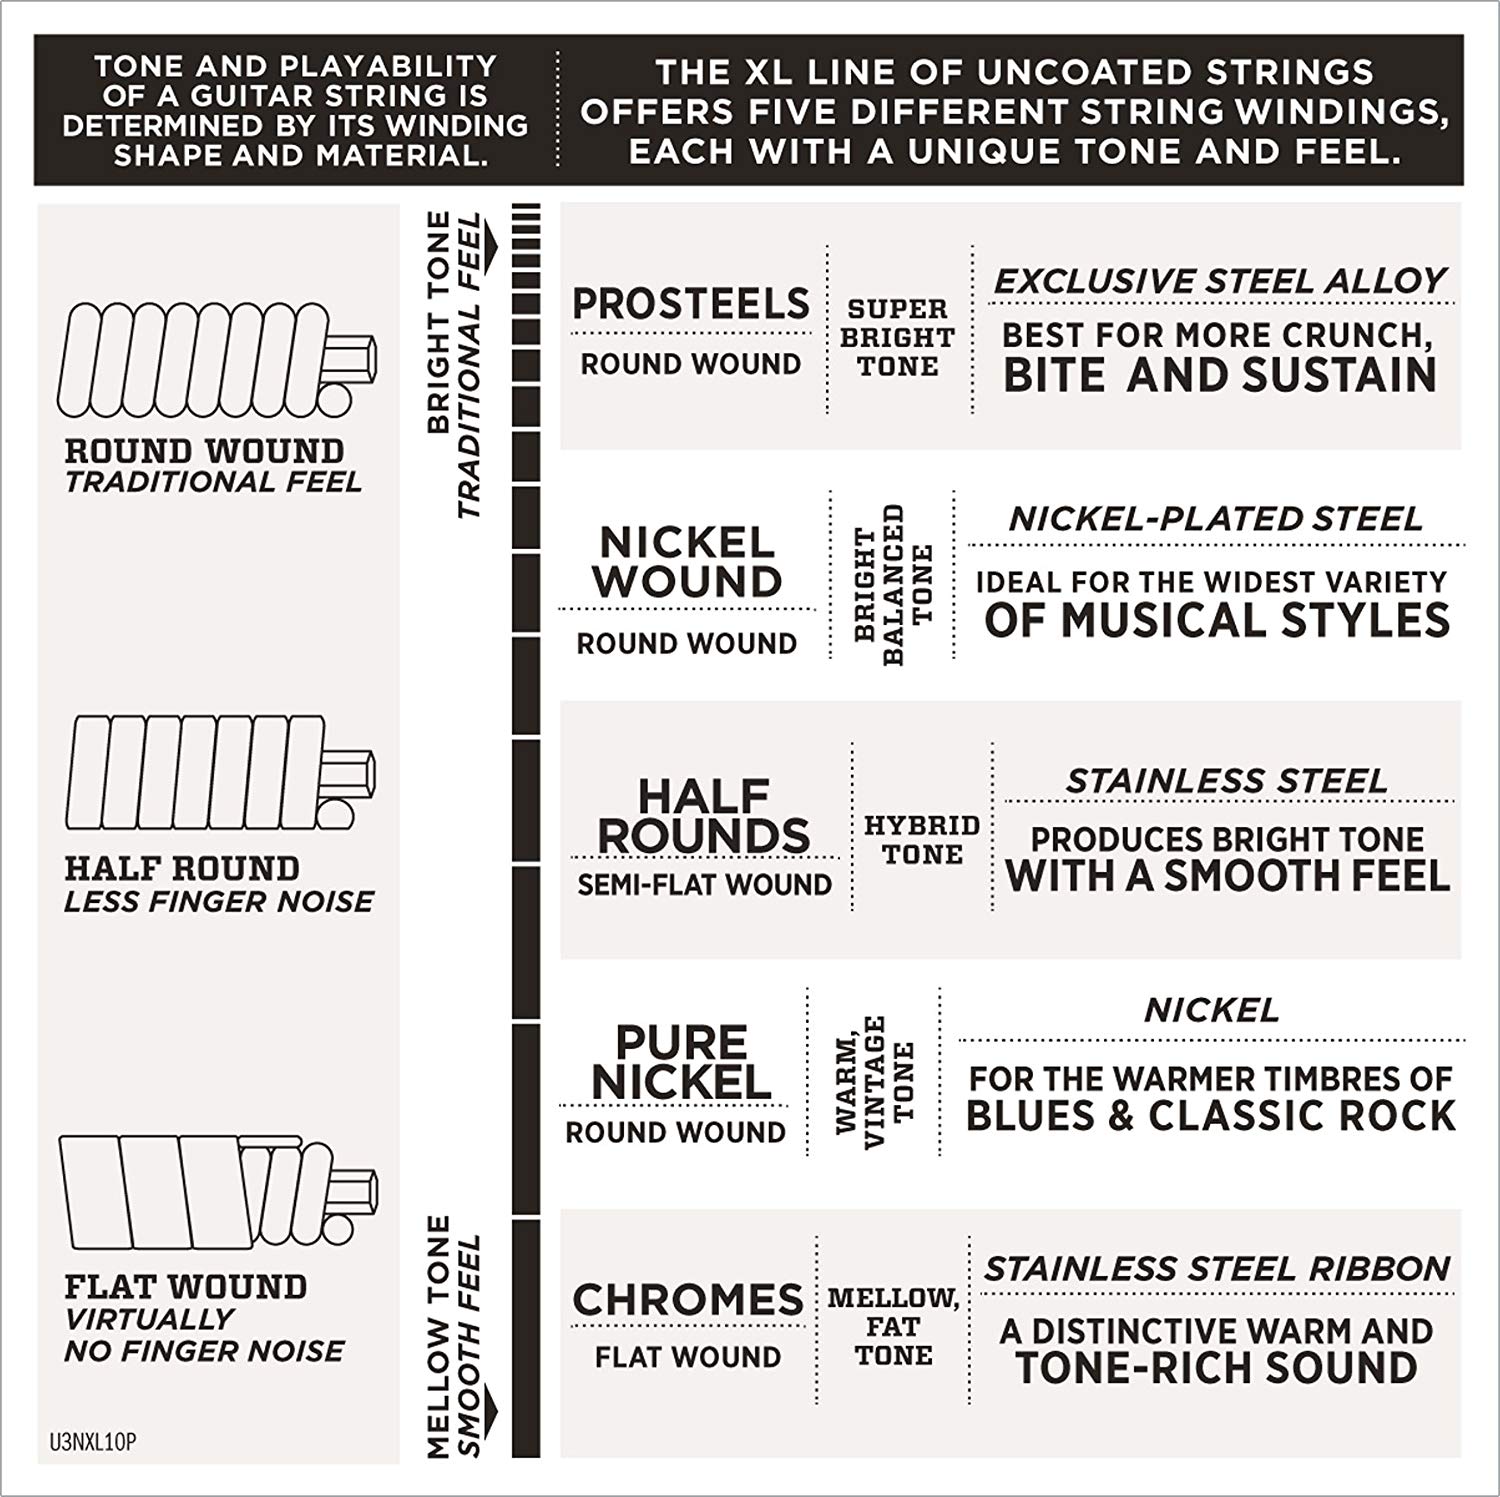 TONE AND PLAYABILITY
OF A GUITAR STRING IS
DETERMINED BY ITS WINDING
SHAPE AND MATERIAL.
THE XL LINE OF UNCOATED STRINGS
OFFERS FIVE DIFFERENT STRING WINDINGS,
EACH WITH A UNIQUE TONE AND FEEL.
ROUND WOUND
TRADITIONAL FEEL
HALF ROUND
LESS FINGER NOISE
FLAT WOUND
VIRTUALLY
NO FINGER NOISE
U3NXL10P
BRIGHT TONE
TRADITIONAL FEEL
MELLOW TONE
SMOOTH FEEL
PROSTEELS
ROUND WOUND
SUPER
BRIGHT
TONE
EXCLUSIVE STEEL ALLOY
BEST FOR MORE CRUNCH,
BITE AND SUSTAIN
NICKEL
WOUND
ROUND WOUND
BRIGHT
BALANCED
TONE
NICKEL-PLATED STEEL
IDEAL FOR THE WIDEST VARIETY
OF MUSICAL STYLES
HALF
ROUNDS
SEMI-FLAT WOUND
HYBRID
TONE
STAINLESS STEEL
PRODUCES BRIGHT TONE
WITH A SMOOTH FEEL
PURE
NICKEL
ROUND WOUND
WARM,
VINTAGE
TONE
NICKEL
FOR THE WARMER TIMBRES OF
BLUES & CLASSIC ROCK
CHROMES
FLAT WOUND
MELLOW,
FAT
TONE
STAINLESS STEEL RIBBON
A DISTINCTIVE WARM AND
TONE-RICH SOUND